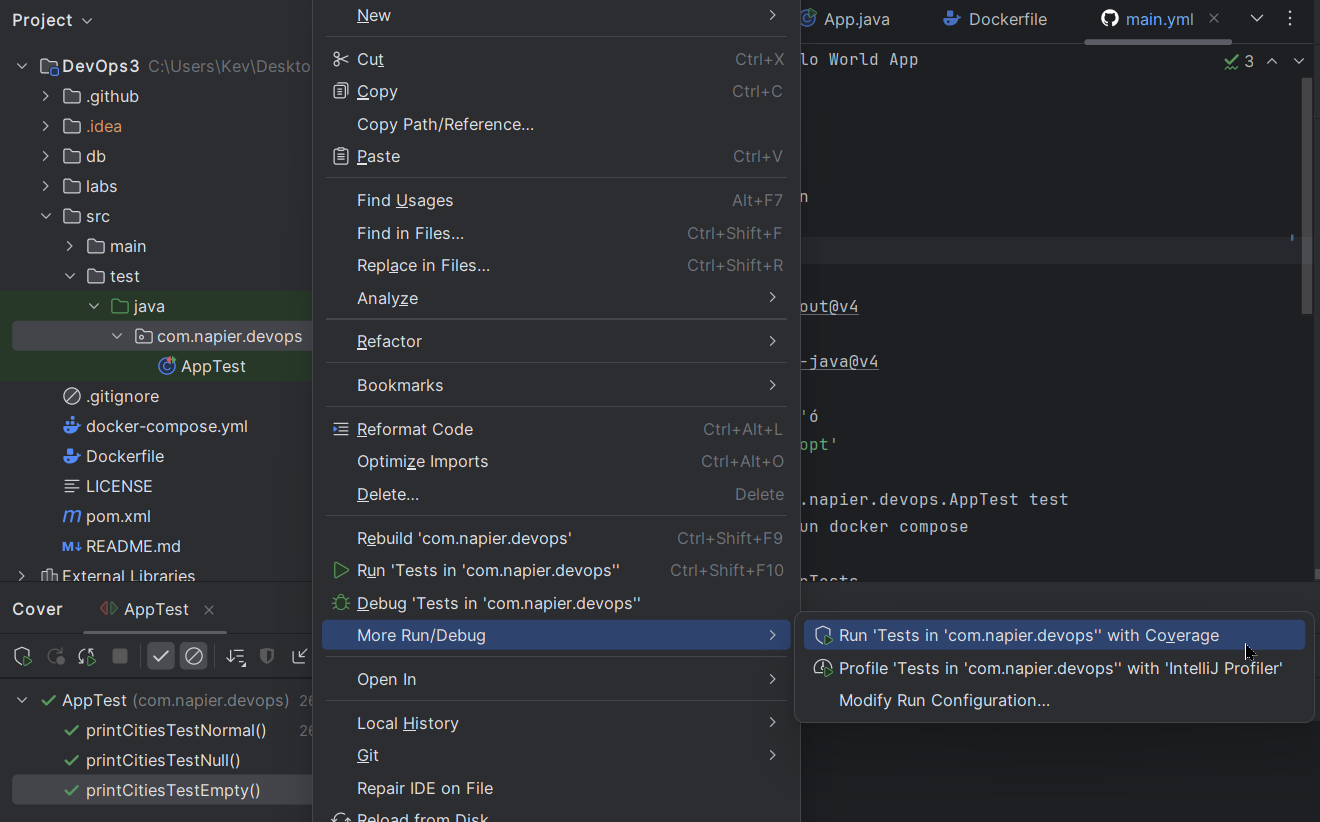 Project
App.java
Dockerfile
main.yml
DevOps3 C:\Users\Kev\Deskto
.github
.idea
db
labs
src
main
test
java
com.napier.devops
AppTest
.gitignore
docker-compose.yml
Dockerfile
LICENSE
pom.xml
M↓ README.md
External Libraries
New
Cut Ctrl+X
Copy Ctrl+C
Copy Path/Reference...
Paste Ctrl+V
Find Usages Alt+F7
Find in Files... Ctrl+Shift+F
Replace in Files... Ctrl+Shift+R
Analyze
Refactor
Bookmarks
Reformat Code Ctrl+Alt+L
Optimize Imports Ctrl+Alt+O
Delete... Delete
Rebuild 'com.napier.devops' Ctrl+Shift+F9
Run 'Tests in 'com.napier.devops'' Ctrl+Shift+F10
Debug 'Tests in 'com.napier.devops''
More Run/Debug
Open In
Local History
Git
Repair IDE on File
Reload from Disk
Run 'Tests in 'com.napier.devops'' with Coverage
Profile 'Tests in 'com.napier.devops'' with 'IntelliJ Profiler'
Modify Run Configuration...
lo World App
3
n
out@v4
-java@v4
'ó
opt'
.napier.devops.AppTest test
un docker compose
Cover
AppTest
AppTest (com.napier.devops) 26
printCitiesTestNormal() 26
printCitiesTestNull()
printCitiesTestEmpty()